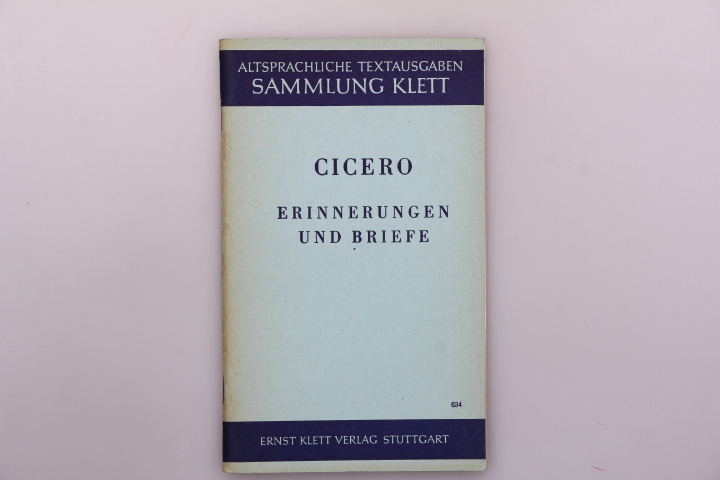 ALTSPRACHLICHE TEXTAUSGABEN
SAMMLUNG KLETT
CICERO
ERINNERUNGEN
UND BRIEFE
634
ERNST KLETT VERLAG STUTTGART